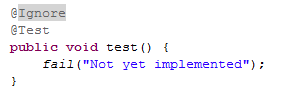 @Ignore
@Test
public void test() {
    fail("Not yet implemented");
}